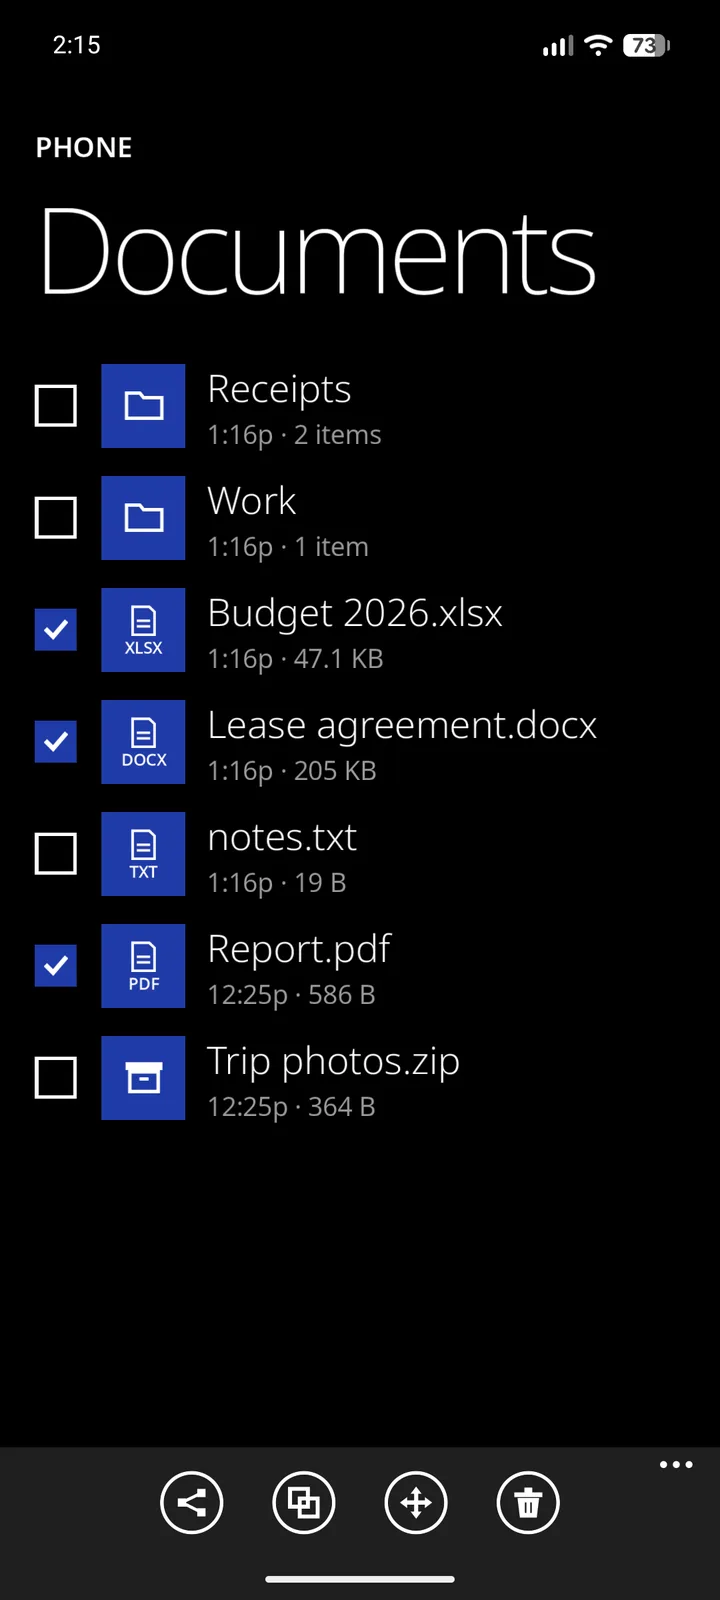 2:15
73
PHONE
Documents
Receipts
1:16p · 2 items
Work
1:16p · 1 item
XLSX
Budget 2026.xlsx
1:16p · 47.1 KB
DOCX
Lease agreement.docx
1:16p · 205 KB
TXT
notes.txt
1:16p · 19 B
PDF
Report.pdf
12:25p · 586 B
Trip photos.zip
12:25p · 364 B